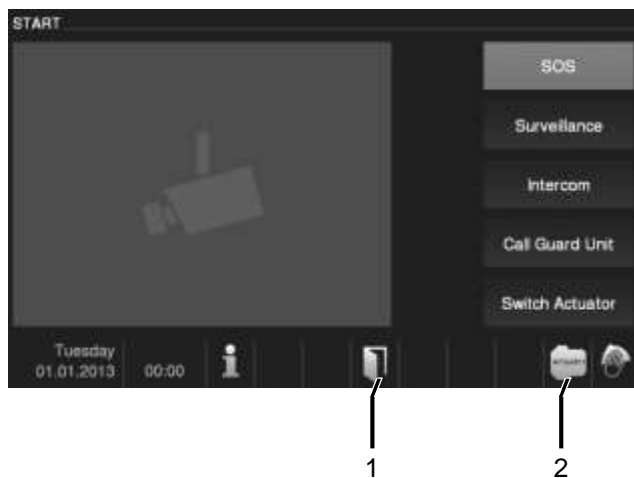 START
SOS
Surveillance
Intercom
Call Guard Unit
Switch Actuator
Tuesday
01.01.2013 00:00
1 2